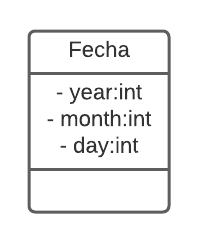 Fecha
- year:int
- month:int
- day:int